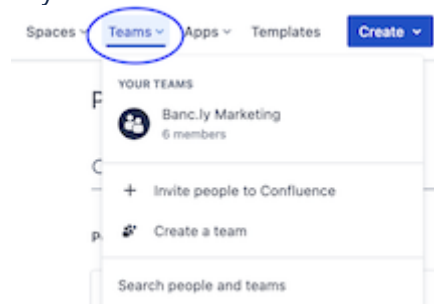 Spaces Teams Apps Templates Create
YOUR TEAMS
Banc.ly Marketing
6 members
+ Invite people to Confluence
Create a team
Search people and teams